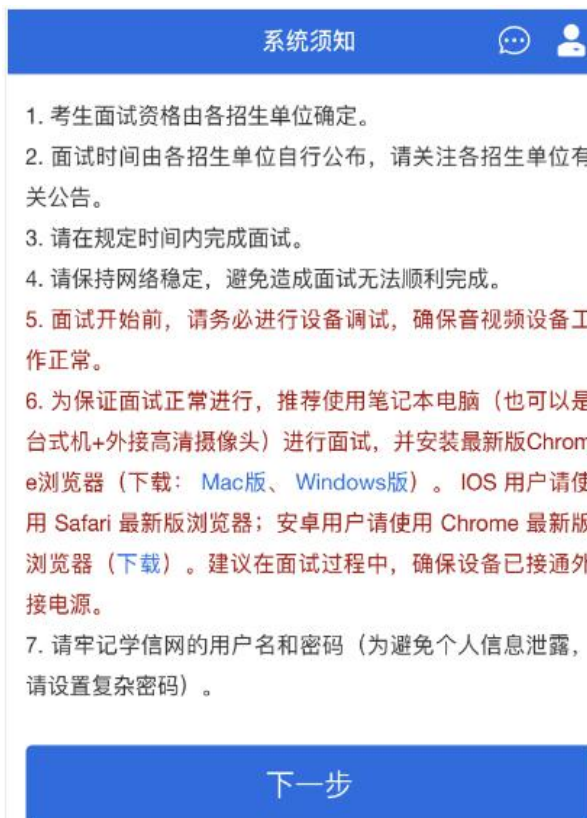 系统须知
1. 考生面试资格由各招生单位确定。
2. 面试时间由各招生单位自行公布，请关注各招生单位有
关公告。
3. 请在规定时间内完成面试。
4. 请保持网络稳定，避免造成面试无法顺利完成。
5. 面试开始前，请务必进行设备调试，确保音视频设备工
作正常。
6. 为保证面试正常进行，推荐使用笔记本电脑（也可以是
台式机+外接高清摄像头）进行面试，并安装最新版Chrom
e浏览器（下载： Mac版、 Windows版）。 IOS 用户请使
用 Safari 最新版浏览器；安卓用户请使用 Chrome 最新版
浏览器（下载）。建议在面试过程中，确保设备已接通外
接电源。
7. 请牢记学信网的用户名和密码（为避免个人信息泄露，
请设置复杂密码）。
下一步